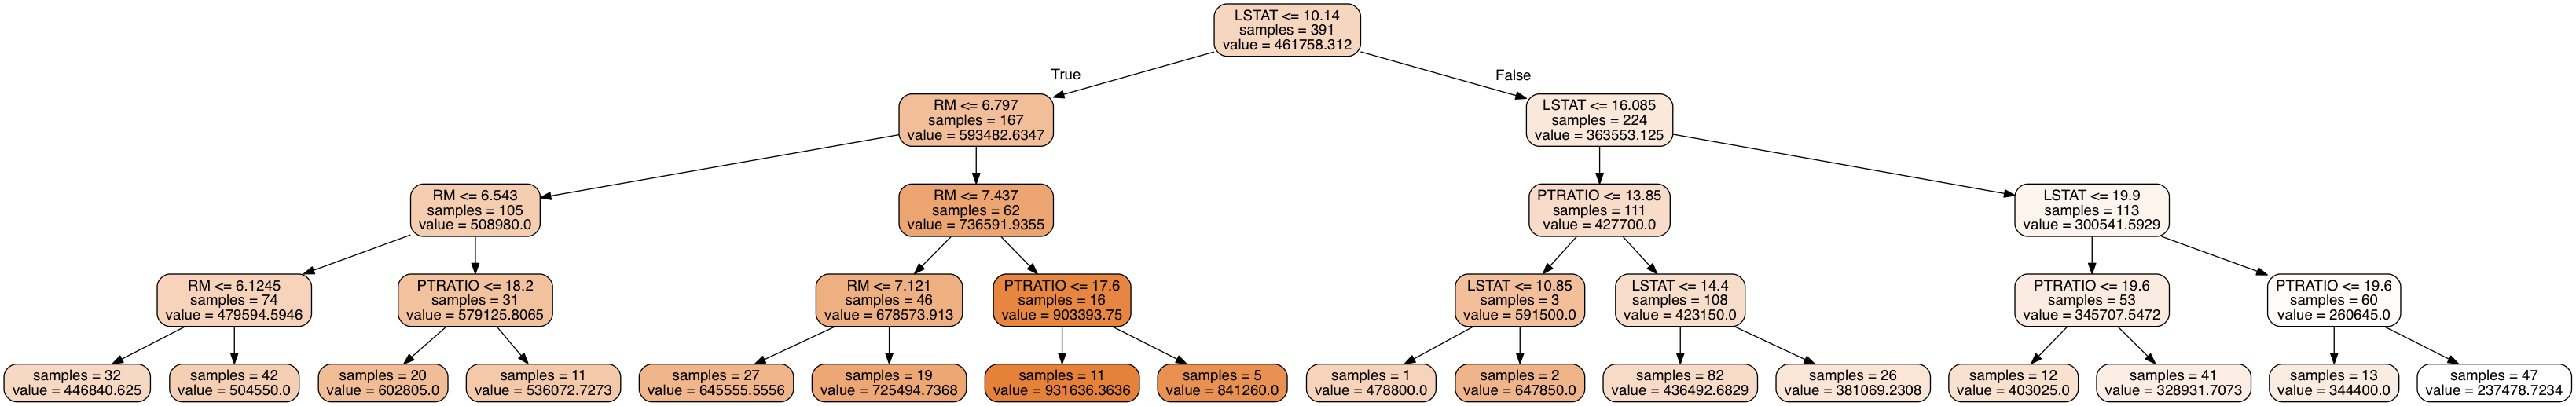 LSTAT <= 10.14
samples = 391
value = 461758.312
True
False
RM <= 6.797
samples = 167
value = 593482.6347
LSTAT <= 16.085
samples = 224
value = 363553.125
RM <= 6.543
samples = 105
value = 508980.0
RM <= 7.437
samples = 62
value = 736591.9355
PTRATIO <= 13.85
samples = 111
value = 427700.0
LSTAT <= 19.9
samples = 113
value = 300541.5929
RM <= 6.1245
samples = 74
value = 479594.5946
PTRATIO <= 18.2
samples = 31
value = 579125.8065
RM <= 7.121
samples = 46
value = 678573.913
PTRATIO <= 17.6
samples = 16
value = 903393.75
LSTAT <= 10.85
samples = 3
value = 591500.0
LSTAT <= 14.4
samples = 108
value = 423150.0
PTRATIO <= 19.6
samples = 53
value = 345707.5472
PTRATIO <= 19.6
samples = 60
value = 260645.0
samples = 32
value = 446840.625
samples = 42
value = 504550.0
samples = 20
value = 602805.0
samples = 11
value = 536072.7273
samples = 27
value = 645555.5556
samples = 19
value = 725494.7368
samples = 11
value = 931636.3636
samples = 5
value = 841260.0
samples = 1
value = 478800.0
samples = 2
value = 647850.0
samples = 82
value = 436492.6829
samples = 26
value = 381069.2308
samples = 12
value = 403025.0
samples = 41
value = 328931.7073
samples = 13
value = 344400.0
samples = 47
value = 237478.7234